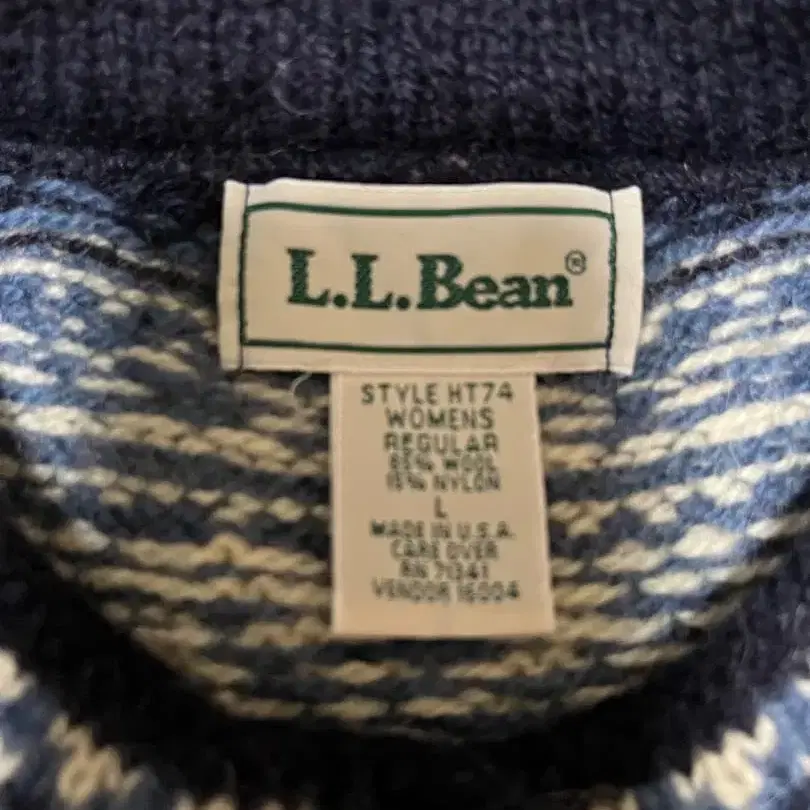 L.L.Bean®
STYLE HT74
WOMENS
REGULAR
85% WOOL
15% NYLON
L
MADE IN U.S.A.
CARE OVER
RN 71341
VENDOR 16004